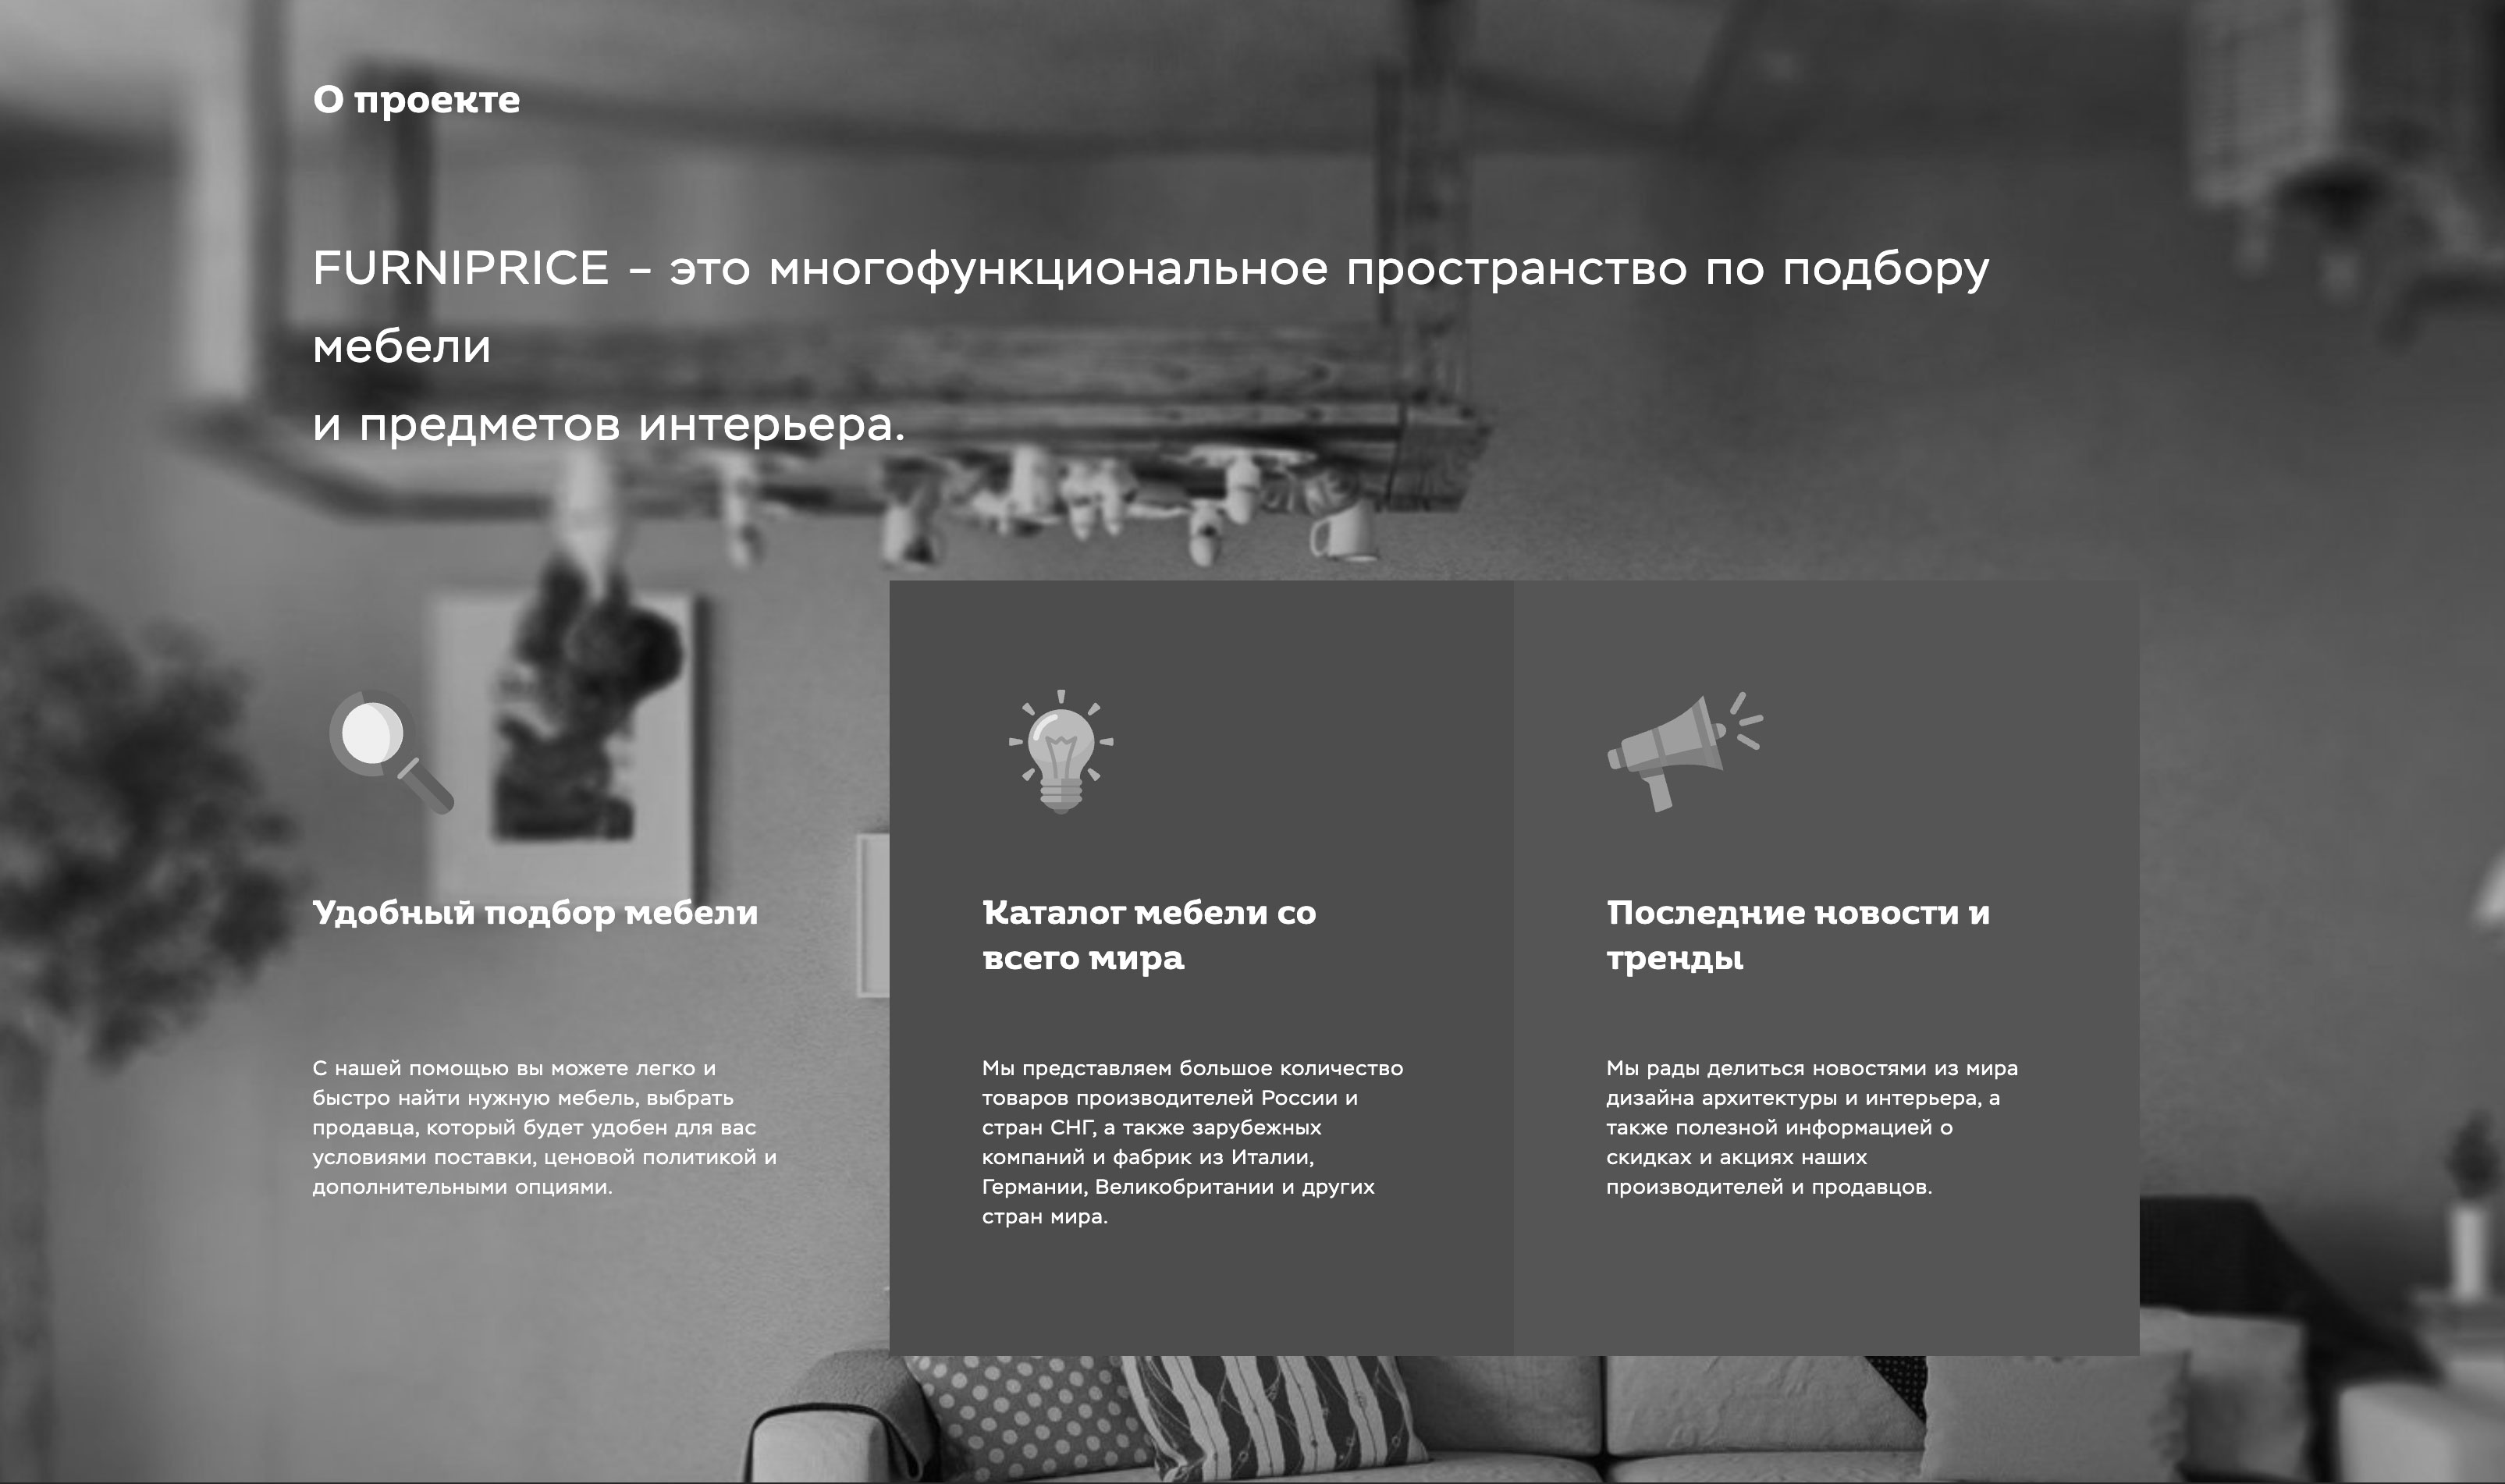 О проекте
FURNIPRICE – это многофункциональное пространство по подбору
мебели
и предметов интерьера.
Удобный подбор мебели
С нашей помощью вы можете легко и
быстро найти нужную мебель, выбрать
продавца, который будет удобен для вас
условиями поставки, ценовой политикой и
дополнительными опциями.
Каталог мебели со
всего мира
Мы представляем большое количество
товаров производителей России и
стран СНГ, а также зарубежных
компаний и фабрик из Италии,
Германии, Великобритании и других
стран мира.
Последние новости и
тренды
Мы рады делиться новостями из мира
дизайна архитектуры и интерьера, а
также полезной информацией о
скидках и акциях наших
производителей и продавцов.